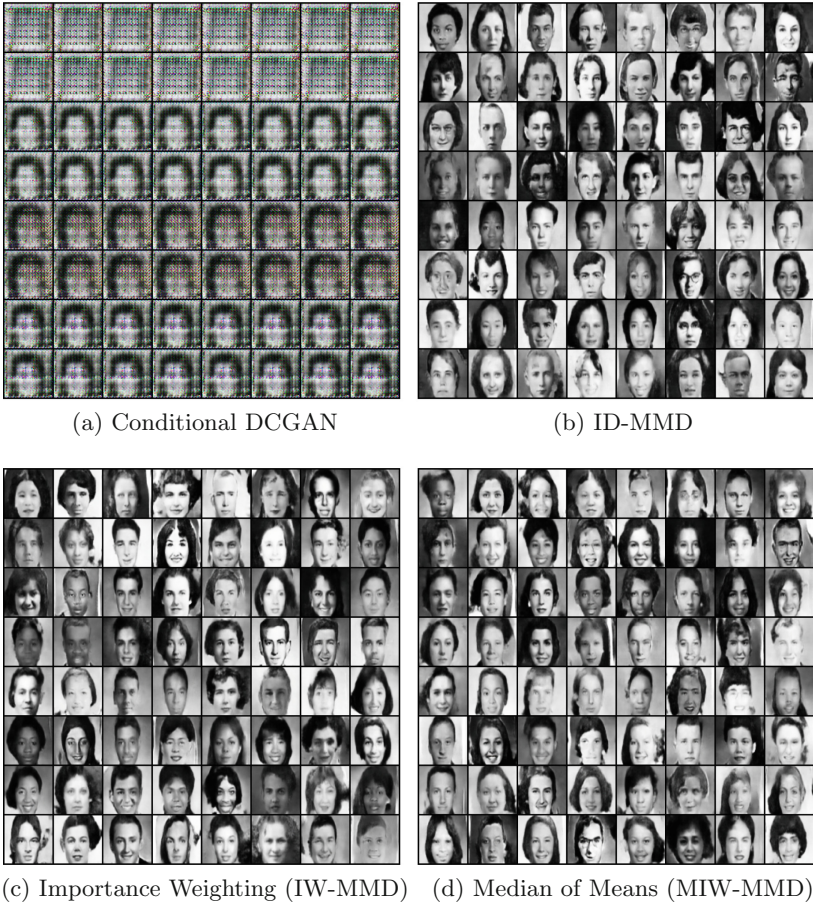 (a) Conditional DCGAN
(b) ID-MMD
(c) Importance Weighting (IW-MMD)
(d) Median of Means (MIW-MMD)